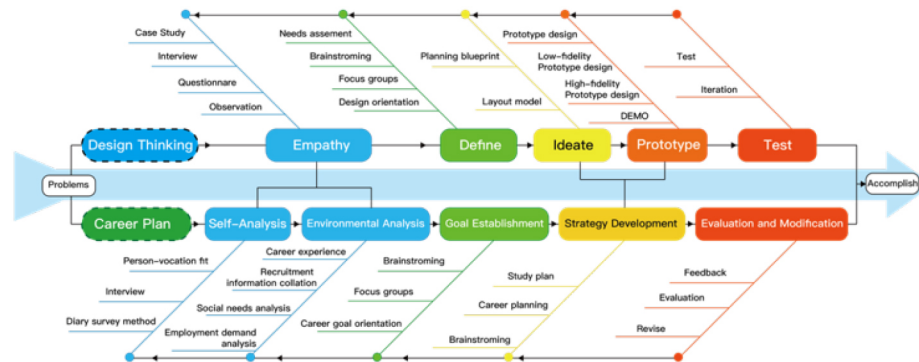 Case Study
Interview
Questionnare
Observation
Needs assement
Brainstroming
Focus groups
Design orientation
Planning blueprint
Layout model
Prototype design
Low-fidelity
Prototype design
High-fidelity
Prototype design
DEMO
Test
Iteration
Design Thinking
Empathy
Define
Ideate
Prototype
Test
Problems
Accomplish
Career Plan
Self-Analysis
Environmental Analysis
Goal Establishment
Strategy Development
Evaluation and Modification
Person-vocation fit
Interview
Diary survey method
Career experience
Recruitment
information collation
Social needs analysis
Employment demand
analysis
Brainstroming
Focus groups
Career goal orientation
Study plan
Career planning
Brainstroming
Feedback
Evaluation
Revise